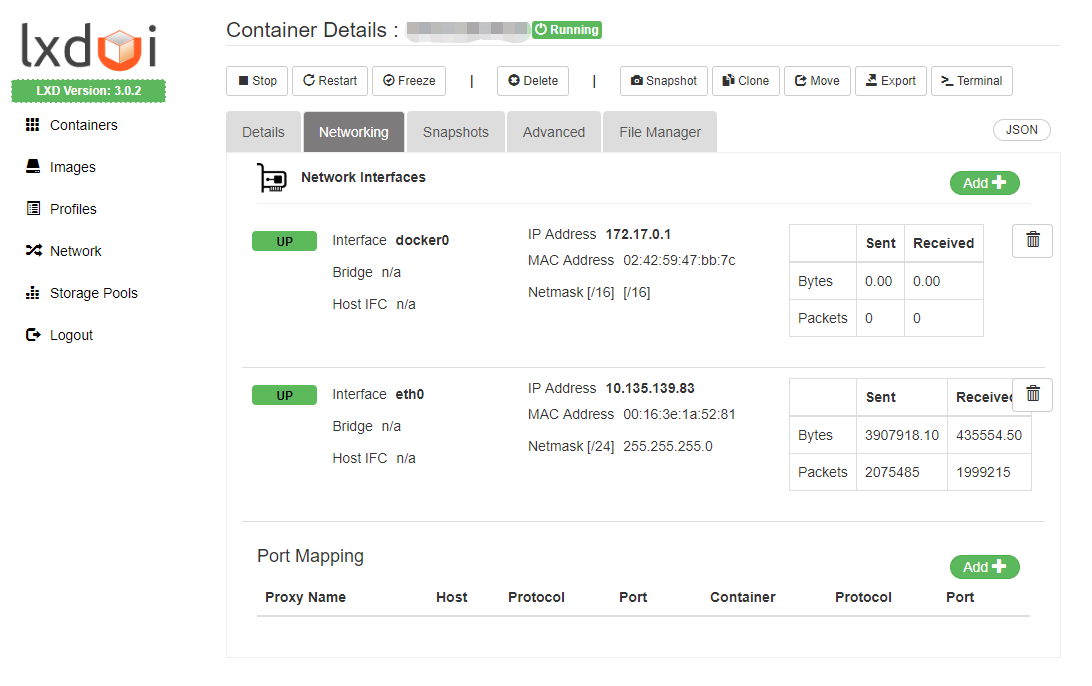 lxdui
LXD Version: 3.0.2
Containers
Images
Profiles
Network
Storage Pools
Logout
Container Details :
Running
Stop Restart Freeze | Delete | Snapshot Clone Move Export Terminal
Details Networking Snapshots Advanced File Manager
JSON
Network Interfaces
Add
UP
Interface docker0
Bridge n/a
Host IFC n/a
IP Address 172.17.0.1
MAC Address 02:42:59:47:bb:7c
Netmask [/16] [/16]
Sent Received
Bytes 0.00 0.00
Packets 0 0
UP
Interface eth0
Bridge n/a
Host IFC n/a
IP Address 10.135.139.83
MAC Address 00:16:3e:1a:52:81
Netmask [/24] 255.255.255.0
Sent Received
Bytes 3907918.10 435554.50
Packets 2075485 1999215
Port Mapping
Add
Proxy Name Host Protocol Port Container Protocol Port